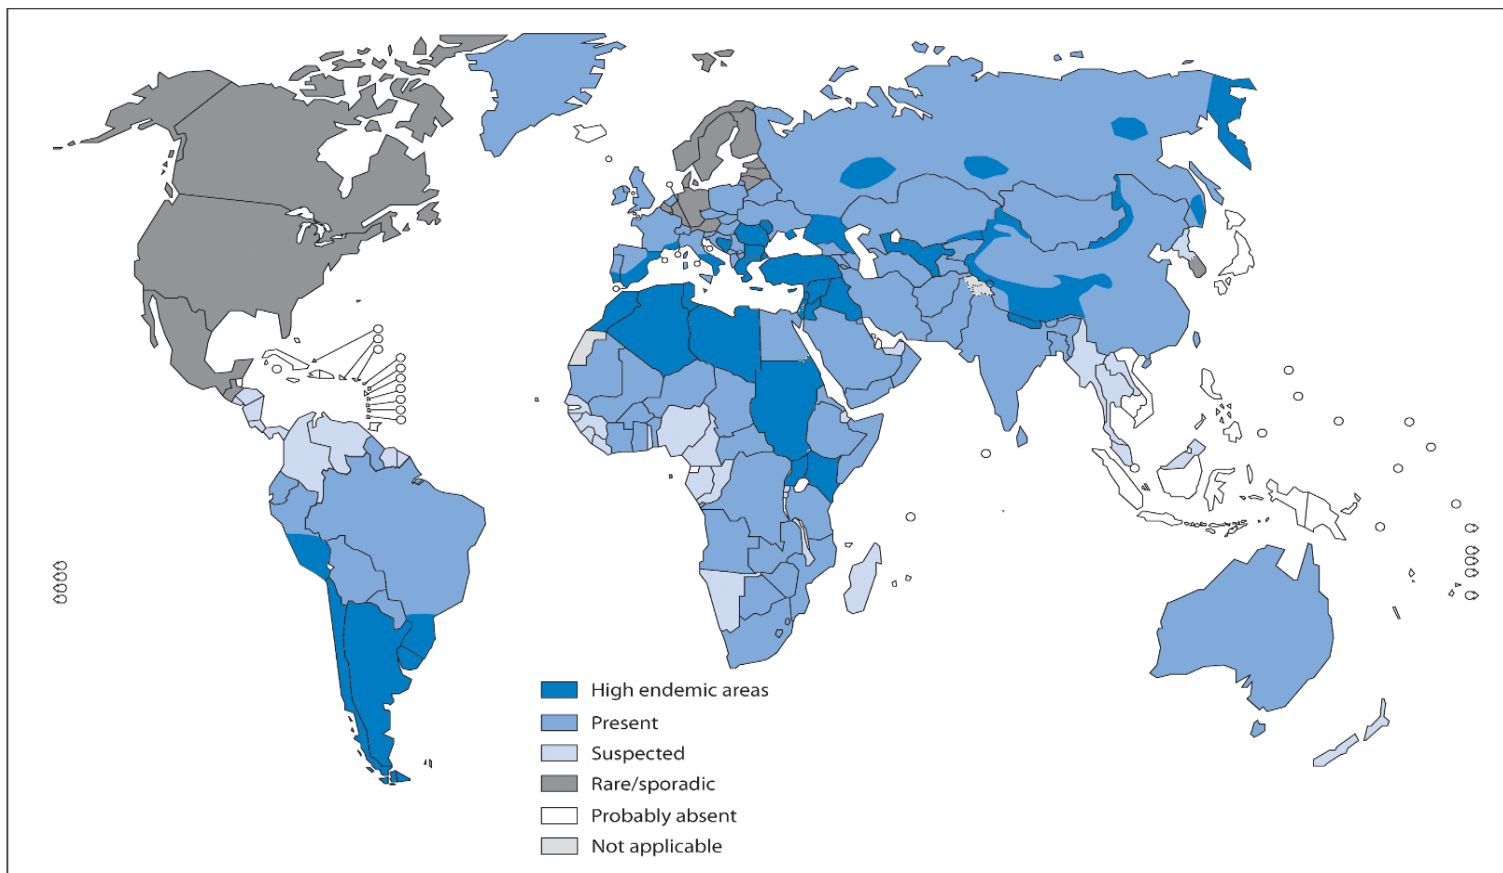 High endemic areas
Present
Suspected
Rare/sporadic
Probably absent
Not applicable